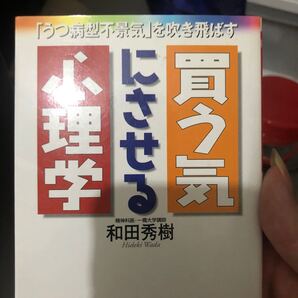 「うつ病型不景気」を吹き飛ばす
買う気
にさせる
心理学
精神科医・一橋大学講師
和田秀樹
Hideki Wada